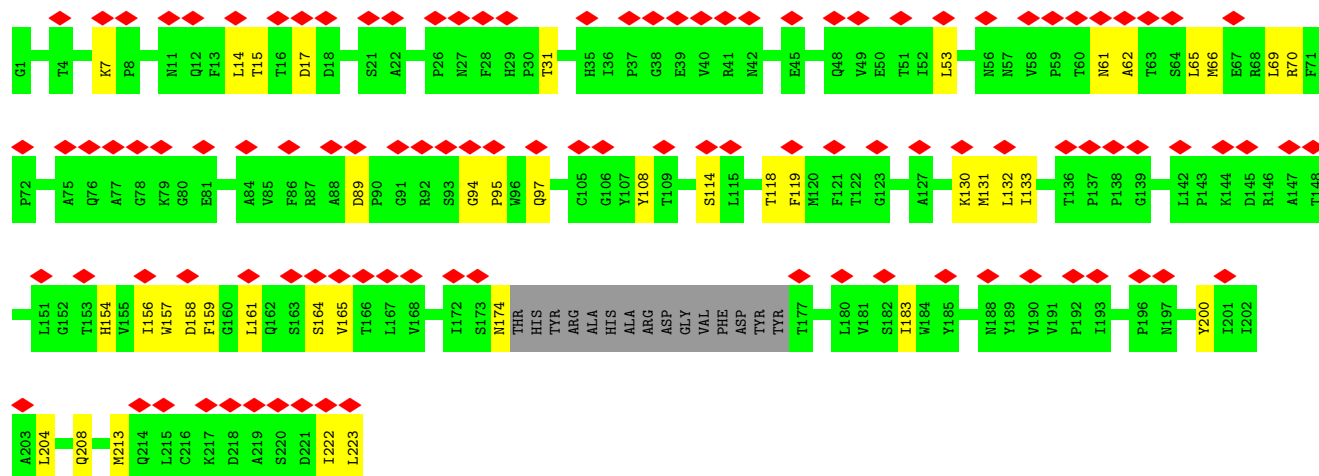 G1 T4 K7 P8 N11 Q12 F13 L14 T15 T16 D17 D18 S21 A22 P26 N27 F28 H29 P30 T31 H35 I36 P37 G38 E39 V40 R41 N42 E45 Q48 V49 E50 T51 I52 L53 N56 N57 V58 P59 T60 N61 A62 T63 S64 L65 M66 E67 R68 L69 R70 F71
P72 A75 Q76 A77 G78 K79 G80 E81 A84 V85 F86 R87 A88 D89 P90 G91 R92 S93 G94 P95 W96 Q97 C105 G106 Y107 Y108 T109 S114 L115 T118 F119 M120 F121 T122 G123 A127 K130 M131 L132 I133 T136 P137 P138 G139 L142 P143 K144 D145 R146 A147 T148
L151 G152 T153 H154 V155 I156 W157 D158 F159 G160 L161 Q162 S163 S164 V165 T166 L167 V168 I172 S173 N174 THR HIS TYR ARG ALA HIS ALA ARG ASP GLY VAL PHE ASP TYR TYR T177 L180 V181 S182 I183 W184 Y185 N188 Y189 V190 V191 P192 I193 P196 N197 Y200 I201 I202
A203 L204 Q208 M213 Q214 L215 C216 K217 D218 A219 S220 D221 I222 L223